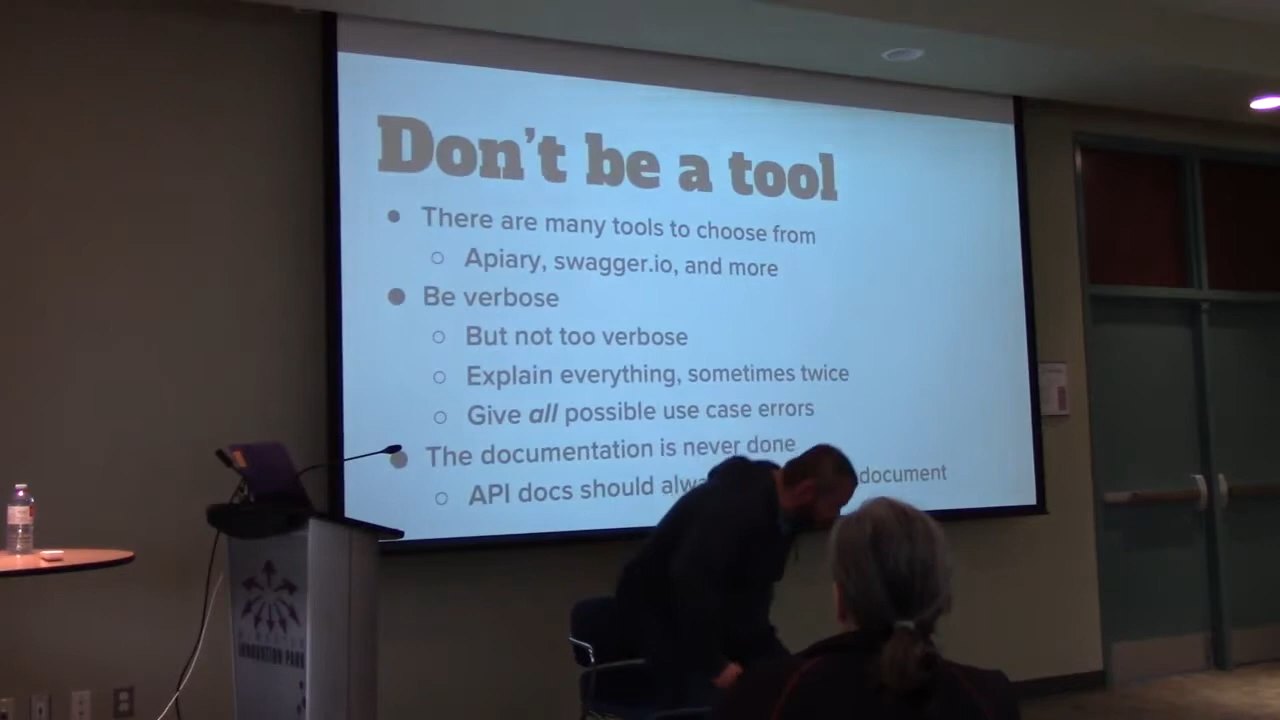 Don't be a tool
There are many tools to choose from
Apiary, swagger.io, and more
Be verbose
But not too verbose
Explain everything, sometimes twice
Give all possible use case errors
The documentation is never done
API docs should document
INNOVATION PARK